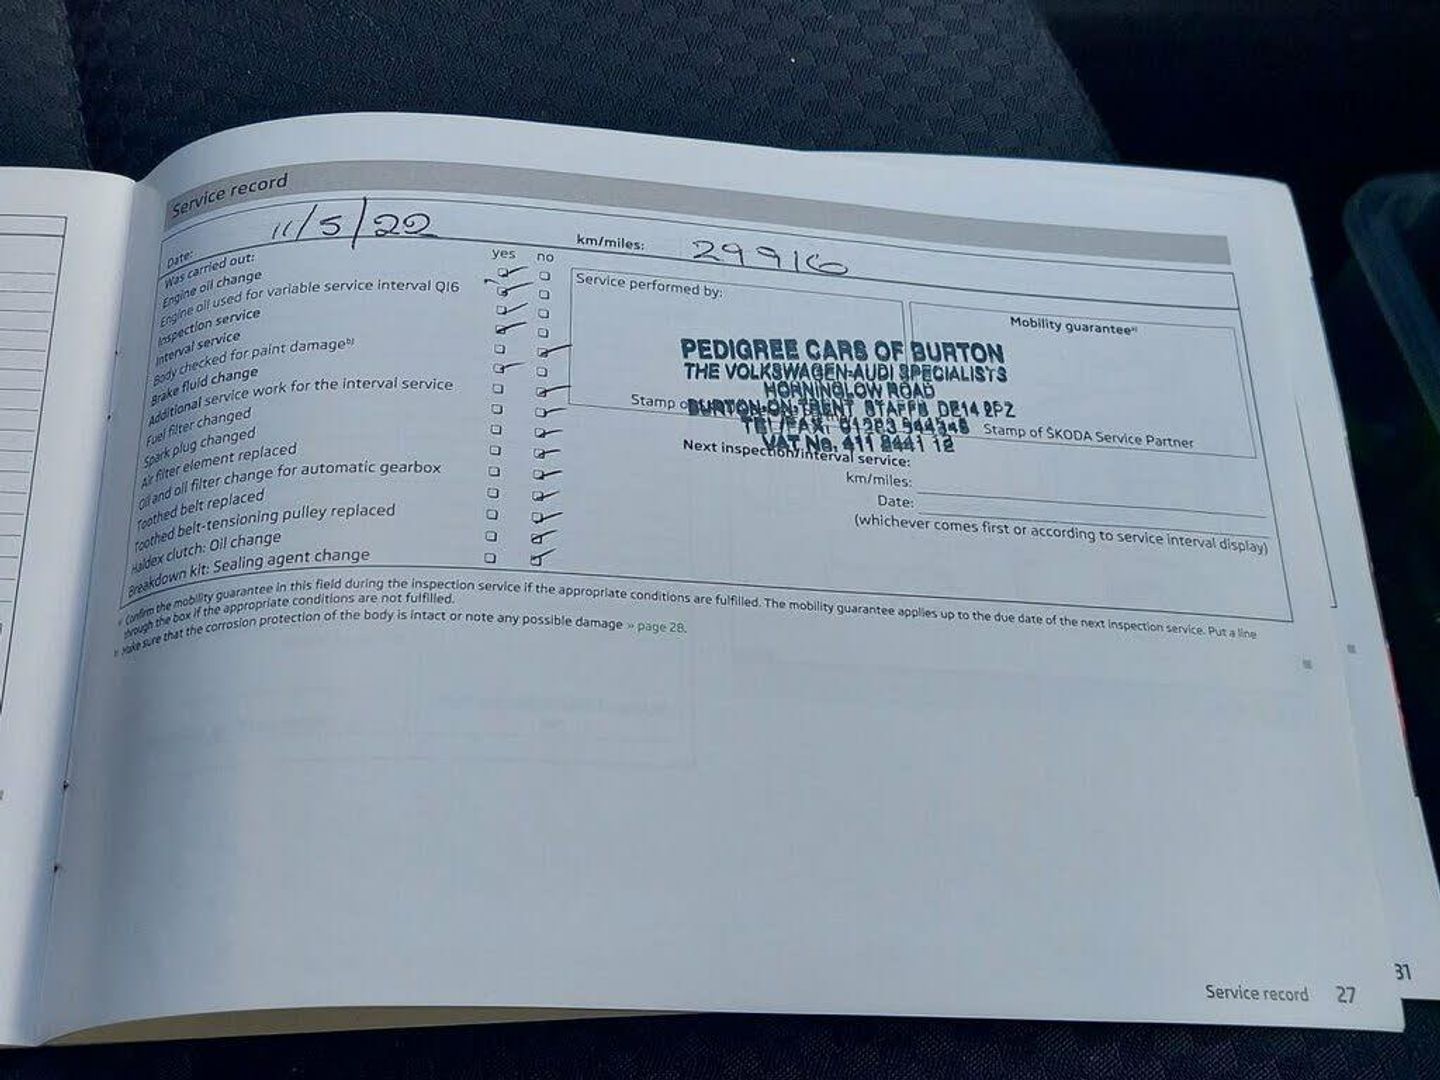 Service record
Date: 11/5/22 km/miles: 29916
Was carried out: yes no
Engine oil change
Engine oil used for variable service interval QI6
Inspection service
Interval service
Body checked for paint damage b)
Brake fluid change
Additional service work for the interval service
Fuel filter changed
Spark plug changed
Air filter element replaced
Oil and oil filter change for automatic gearbox
Toothed belt replaced
Toothed belt-tensioning pulley replaced
Haldex clutch: Oil change
Breakdown kit: Sealing agent change
Service performed by:
Mobility guarantee a)
PEDIGREE CARS OF BURTON
THE VOLKSWAGEN-AUDI SPECIALISTS
HORNINGLOW ROAD
BURTON-ON-TRENT STAFFS DE14 2PZ
TEL/FAX: 01283
VAT No. 411 2441 12
Stamp
Stamp of ŠKODA Service Partner
Next inspection/interval service:
km/miles:
Date:
(whichever comes first or according to service interval display)
a) Confirm the mobility guarantee in this field during the inspection service if the appropriate conditions are fulfilled. The mobility guarantee applies up to the due date of the next inspection service. Put a line
through the box if the appropriate conditions are not fulfilled.
b) Make sure that the corrosion protection of the body is intact or note any possible damage » page 28.
Service record 27
31